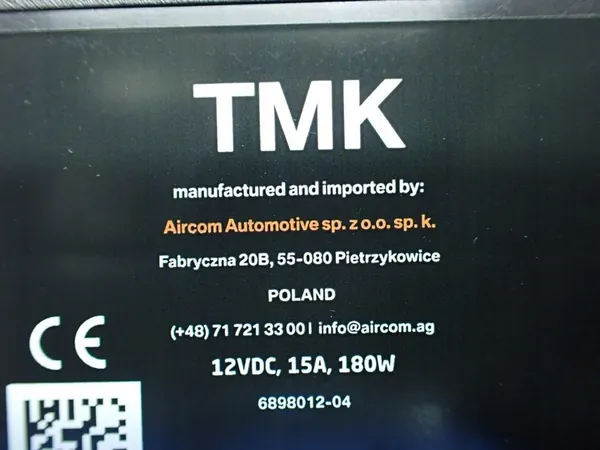 TMK
manufactured and imported by:
Aircom Automotive sp. z o.o. sp. k.
Fabryczna 20B, 55-080 Pietrzykowice
POLAND
(+48) 71 721 33 00 | info@aircom.ag
CE
12VDC, 15A, 180W
6898012-04